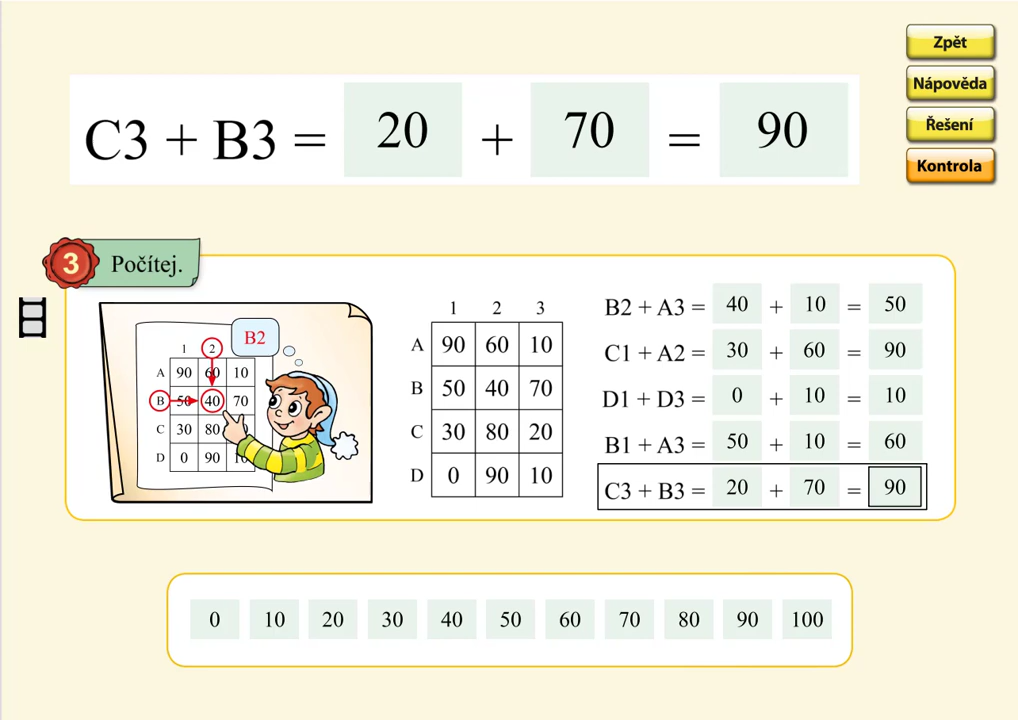 C3 + B3 = 20 + 70 = 90
Zpět
Nápověda
Řešení
Kontrola
3 Počítej.
B2
1 2
A 90 60 10
B 50 40 70
C 30 80
D 0 90 10
1 2 3
A 90 60 10
B 50 40 70
C 30 80 20
D 0 90 10
B2 + A3 = 40 + 10 = 50
C1 + A2 = 30 + 60 = 90
D1 + D3 = 0 + 10 = 10
B1 + A3 = 50 + 10 = 60
C3 + B3 = 20 + 70 = 90
0 10 20 30 40 50 60 70 80 90 100